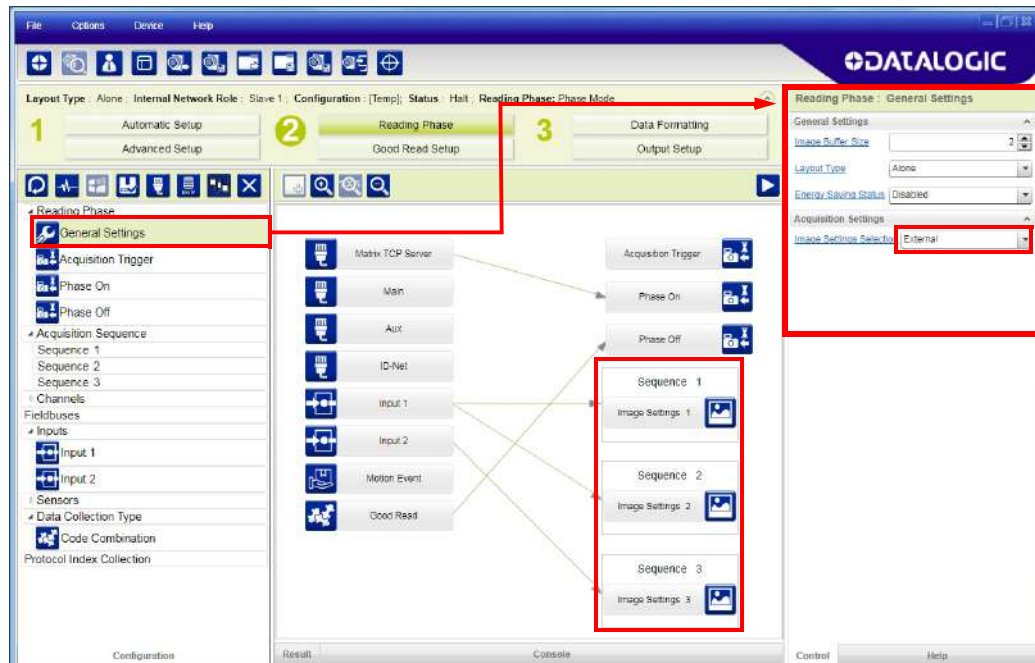 File Options Device Help
DATALOGIC
Layout Type : Alone ; Internal Network Role : Slave 1 ; Configuration : [Temp]; Status : Halt ; Reading Phase: Phase Mode
1 Automatic Setup 2 Reading Phase 3 Data Formatting
Advanced Setup Good Read Setup Output Setup
Reading Phase
General Settings
Acquisition Trigger
Phase On
Phase Off
Acquisition Sequence
Sequence 1
Sequence 2
Sequence 3
Channels
Fieldbuses
Inputs
Input 1
Input 2
Sensors
Data Collection Type
Code Combination
Protocol Index Collection
Configuration
Matrix TCP Server
Main
Aux
ID-Net
Input 1
Input 2
Motion Event
Good Read
Acquisition Trigger
Phase On
Phase Off
Sequence 1
Image Settings 1
Sequence 2
Image Settings 2
Sequence 3
Image Settings 3
Result Console
Reading Phase : General Settings
General Settings
Image Buffer Size 2
Layout Type Alone
Energy Saving Status Disabled
Acquisition Settings
Image Settings Selectio External
Control Help